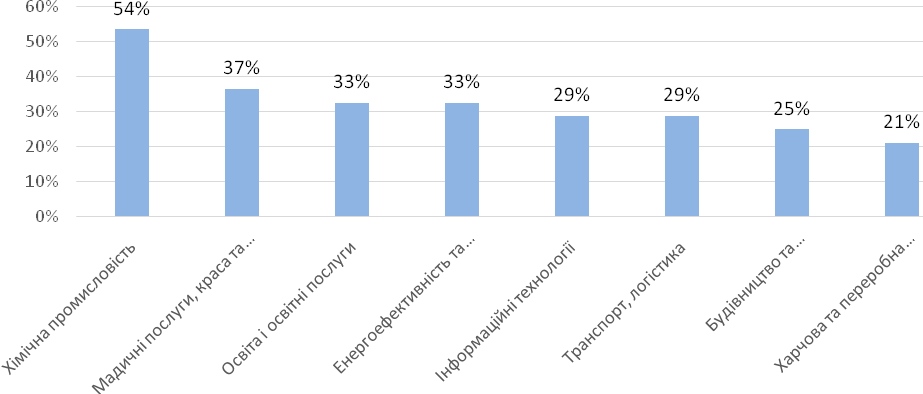 60%
50%
40%
30%
20%
10%
0%
54%
37%
33%
33%
29%
29%
25%
21%
Хімічна промисловість
Мадичні послуги, краса та...
Освіта і освітні послуги
Енергоефективність та...
Інформаційні технології
Транспорт, логістика
Будівництво та...
Харчова та переробна...